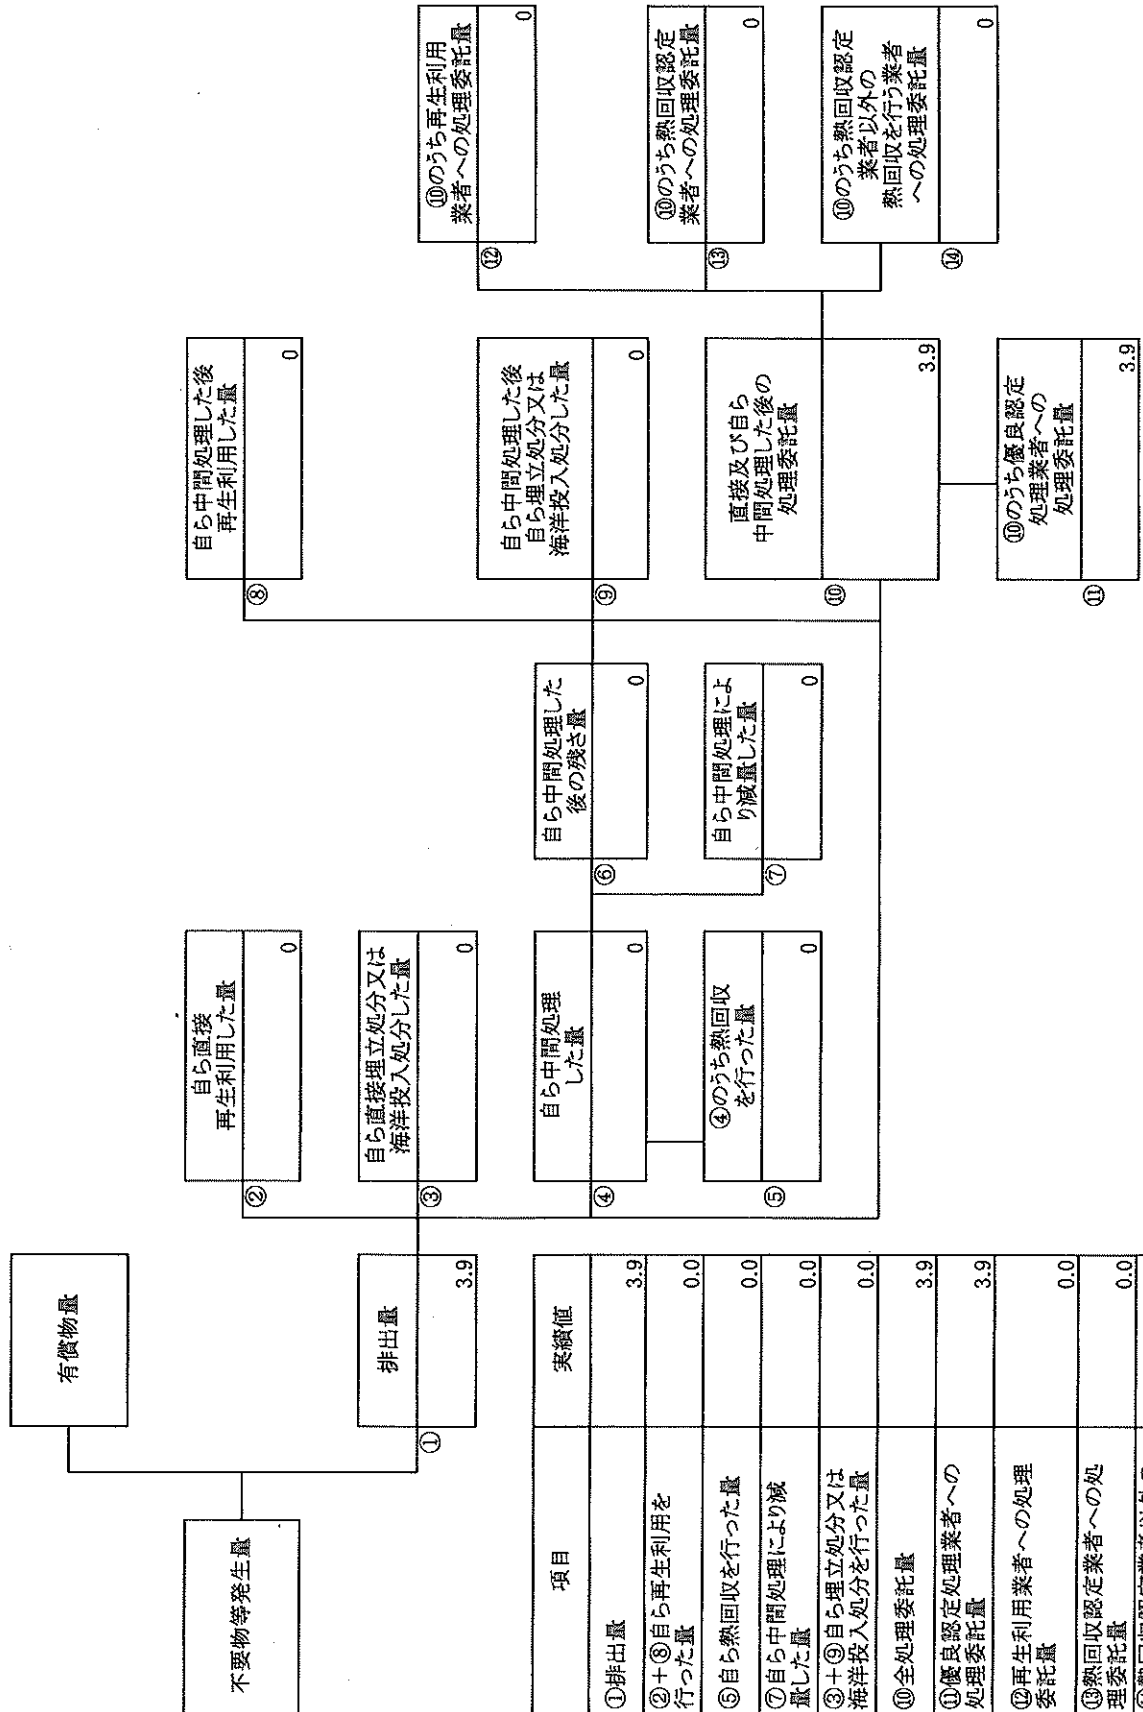 不要物等発生量
有償物量
①
排出量
3.9
②
自ら直接
再生利用した量
0
③
自ら直接埋立処分又は
海洋投入処分した量
0
④
自ら中間処理
した量
0
⑤
④のうち熱回収
を行った量
0
⑥
自ら中間処理した
後の残さ量
0
⑦
自ら中間処理によ
り減量した量
0
⑧
自ら中間処理した後
再生利用した量
0
⑨
自ら中間処理した後
自ら埋立処分又は
海洋投入処分した量
0
⑩
直接及び自ら
中間処理した後の
処理委託量
3.9
⑪
⑩のうち優良認定
処理業者への
処理委託量
3.9
⑫
⑩のうち再生利用
業者への処理委託量
0
⑬
⑩のうち熱回収認定
業者への処理委託量
0
⑭
⑩のうち熱回収認定
業者以外の
熱回収を行う業者
への処理委託量
0
項目
実績値
①排出量
3.9
②+⑧自ら再生利用を
行った量
0.0
⑤自ら熱回収を行った量
0.0
⑦自ら中間処理により減
量した量
0.0
③+⑨自ら埋立処分又は
海洋投入処分を行った量
0.0
⑩全処理委託量
3.9
⑪優良認定処理業者への
処理委託量
3.9
⑫再生利用業者への処理
委託量
0.0
⑬熱回収認定業者への処
理委託量
0.0